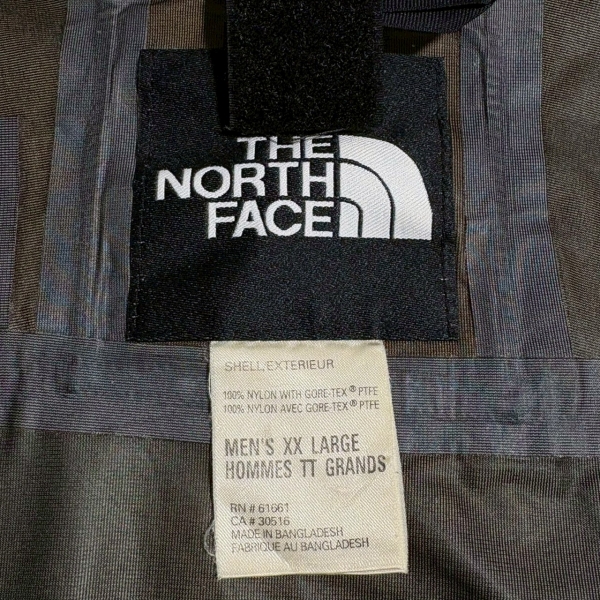 THE
NORTH
FACE
SHELL, EXTERIEUR
100% NYLON WITH GORE-TEX® PTFE
100% NYLON AVEC GORE-TEX® PTFE
MEN'S XX LARGE
HOMMES TT GRANDS
RN # 61661
CA # 30516
MADE IN BANGLADESH
FABRIQUE AU BANGLADESH